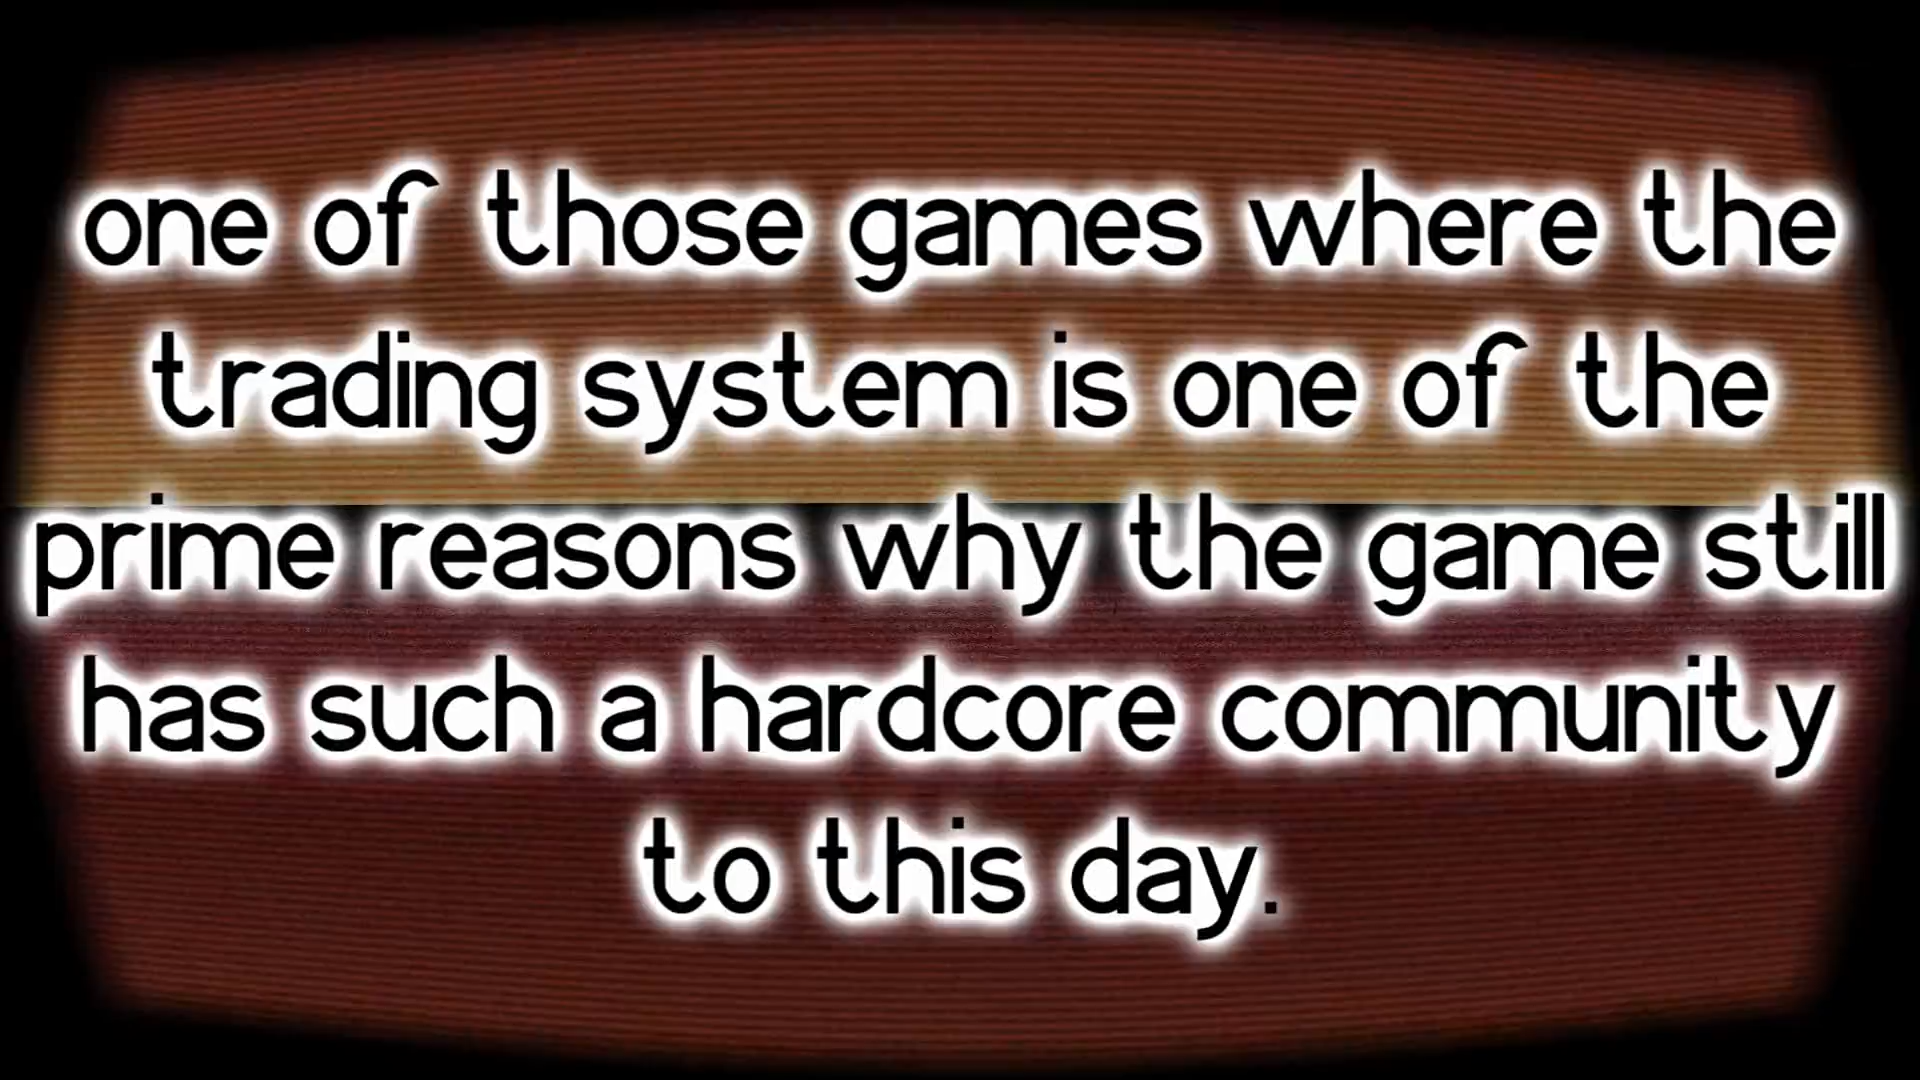 one of those games where the
trading system is one of the
prime reasons why the game still
has such a hardcore community
to this day.